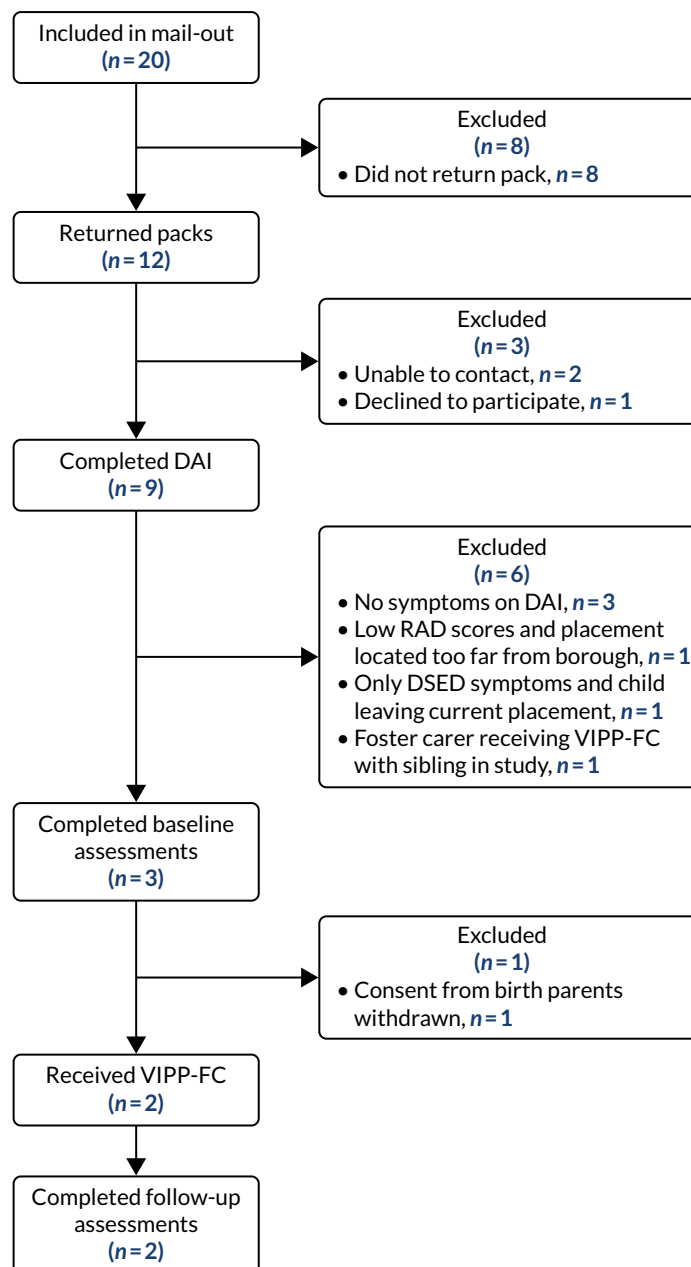 Included in mail-out
(n=20)
Excluded
(n=8)
• Did not return pack, n=8
Returned packs
(n=12)
Excluded
(n=3)
• Unable to contact, n=2
• Declined to participate, n=1
Completed DAI
(n=9)
Excluded
(n=6)
• No symptoms on DAI, n=3
• Low RAD scores and placement
located too far from borough, n=1
• Only DSED symptoms and child
leaving current placement, n=1
• Foster carer receiving VIPP-FC
with sibling in study, n=1
Completed baseline
assessments
(n=3)
Excluded
(n=1)
• Consent from birth parents
withdrawn, n=1
Received VIPP-FC
(n=2)
Completed follow-up
assessments
(n=2)